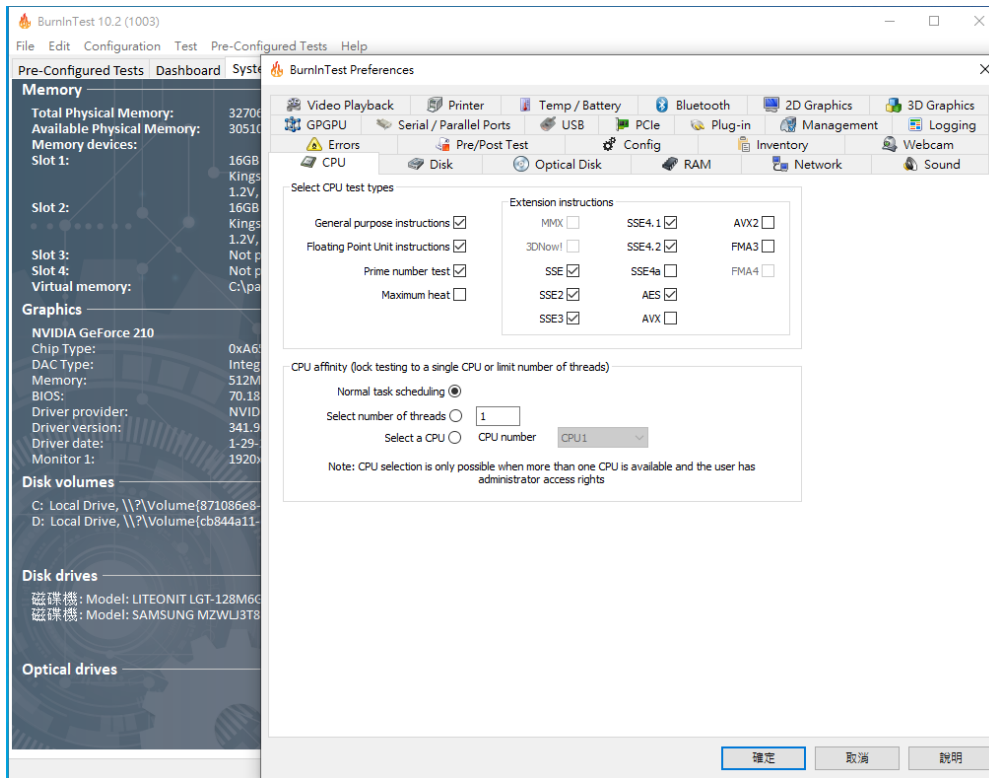 BurnInTest 10.2 (1003)
File Edit Configuration Test Pre-Configured Tests Help
Pre-Configured Tests Dashboard Syste
Memory
Total Physical Memory: 32706
Available Physical Memory: 30510
Memory devices:
Slot 1: 16GB
Kings
1.2V,
Slot 2: 16GB
Kings
1.2V,
Slot 3: Not p
Slot 4: Not p
Virtual memory: C:\pa
Graphics
NVIDIA GeForce 210
Chip Type: 0xA65
DAC Type: Integ
Memory: 512M
BIOS: 70.18
Driver provider: NVID
Driver version: 341.9
Driver date: 1-29-
Monitor 1: 1920x
Disk volumes
C: Local Drive, \\?\Volume{871086e8-
D: Local Drive, \\?\Volume{cb844a11-
Disk drives
磁碟機: Model: LITEONIT LGT-128M6G
磁碟機: Model: SAMSUNG MZWLJ3T8
Optical drives
BurnInTest Preferences
Video Playback Printer Temp / Battery Bluetooth 2D Graphics 3D Graphics
GPGPU Serial / Parallel Ports USB PCIe Plug-in Management Logging
Errors Pre/Post Test Config Inventory Webcam
CPU Disk Optical Disk RAM Network Sound
Select CPU test types
Extension instructions
General purpose instructions MMX SSE4.1 AVX2
Floating Point Unit instructions 3DNow! SSE4.2 FMA3
Prime number test SSE SSE4a FMA4
Maximum heat SSE2 AES
SSE3 AVX
CPU affinity (lock testing to a single CPU or limit number of threads)
Normal task scheduling
Select number of threads 1
Select a CPU CPU number CPU1
Note: CPU selection is only possible when more than one CPU is available and the user has
administrator access rights
確定 取消 說明